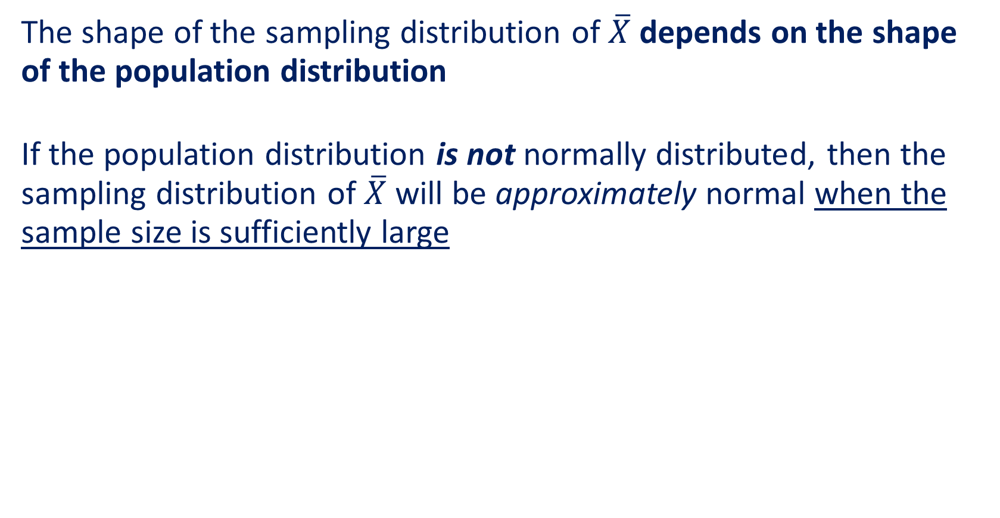 The shape of the sampling distribution of X̅ depends on the shape
of the population distribution
If the population distribution is not normally distributed, then the
sampling distribution of X̅ will be approximately normal when the
sample size is sufficiently large